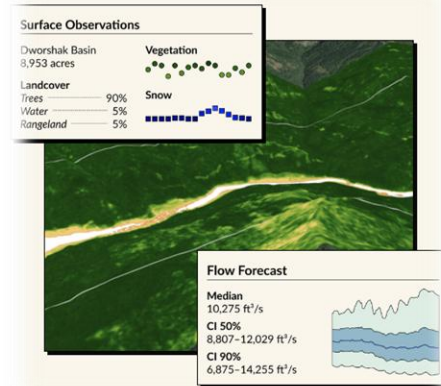 Surface Observations
Dworshak Basin
8,953 acres
Landcover
Trees 90%
Water 5%
Rangeland 5%
Vegetation
Snow
Flow Forecast
Median
10,275 ft³/s
CI 50%
8,807–12,029 ft³/s
CI 90%
6,875–14,255 ft³/s